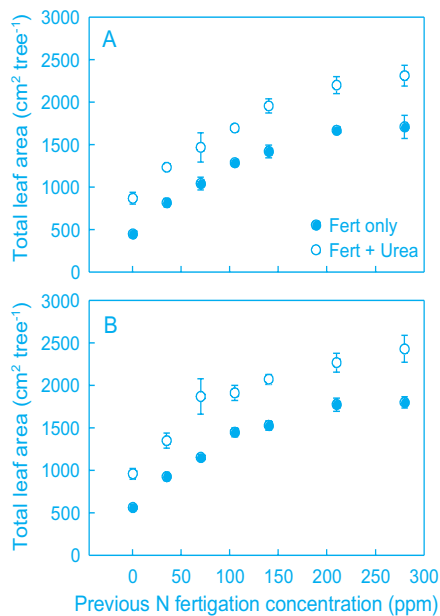 3000
2500
2000
1500
1000
500
0
Total leaf area (cm² tree⁻¹)
A
Fert only
Fert + Urea
3000
2500
2000
1500
1000
500
0
Total leaf area (cm² tree⁻¹)
B
0 50 100 150 200 250 300
Previous N fertigation concentration (ppm)